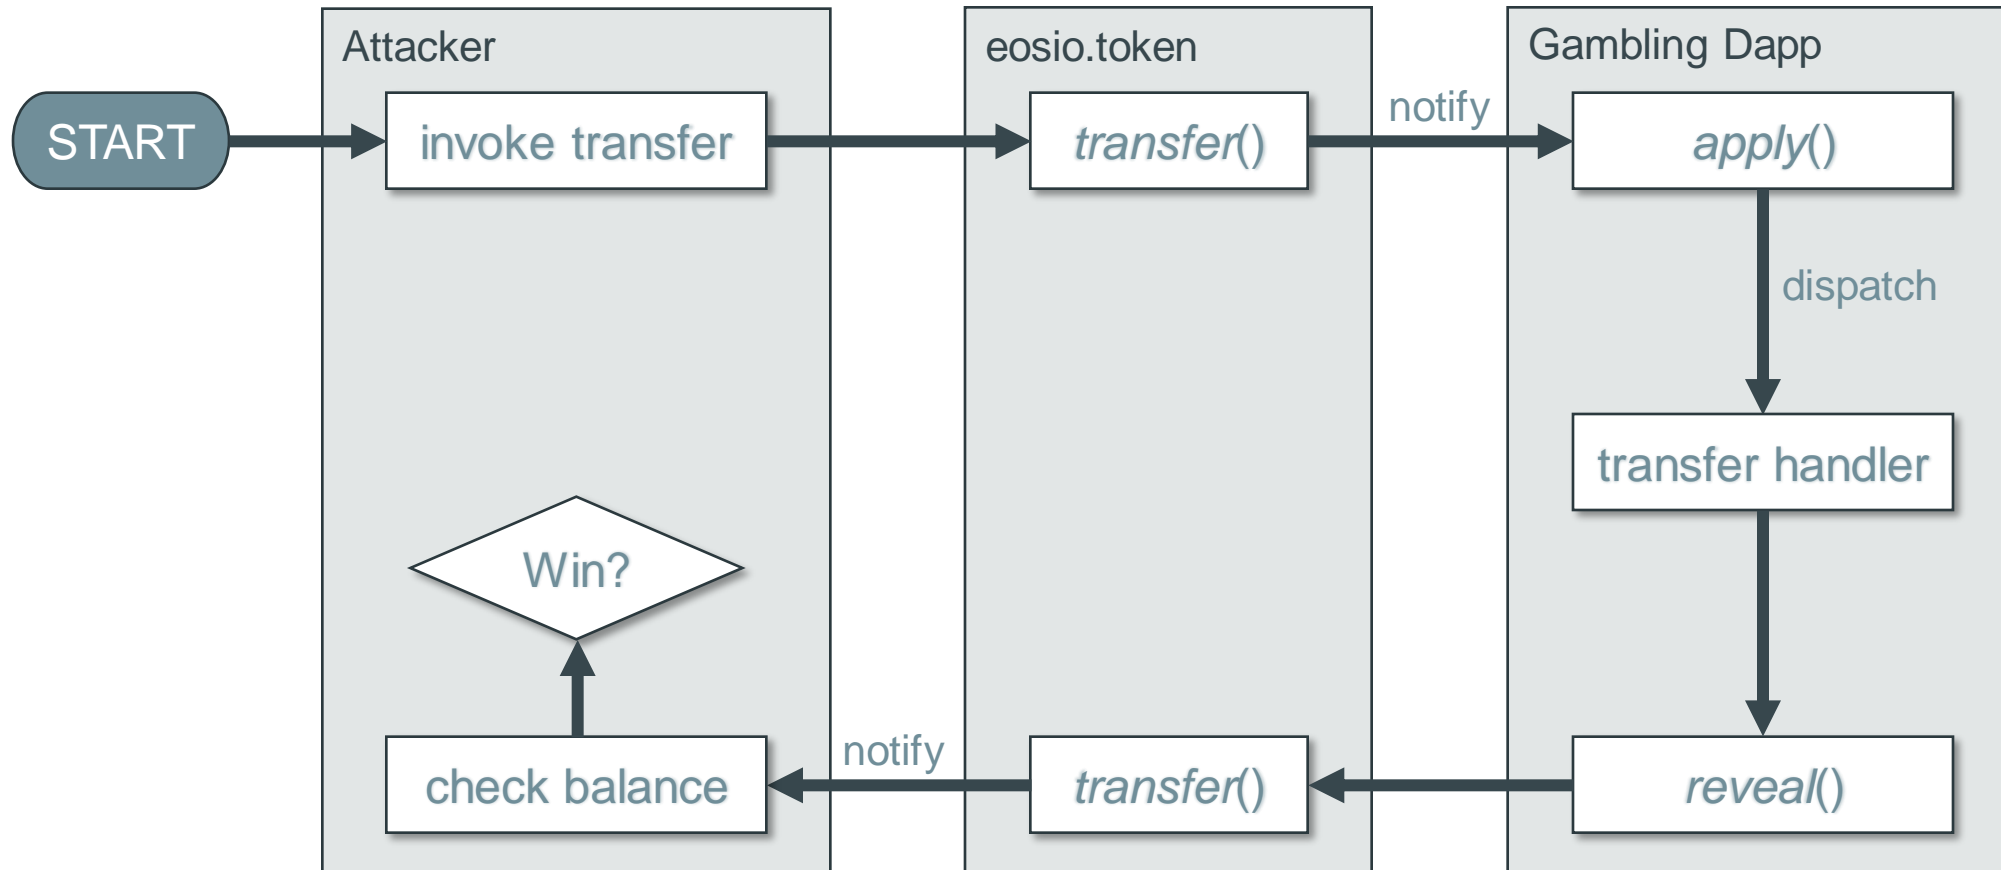 Attacker
eosio.token
Gambling Dapp
START
invoke transfer
transfer()
notify
apply()
dispatch
transfer handler
Win?
check balance
notify
transfer()
reveal()